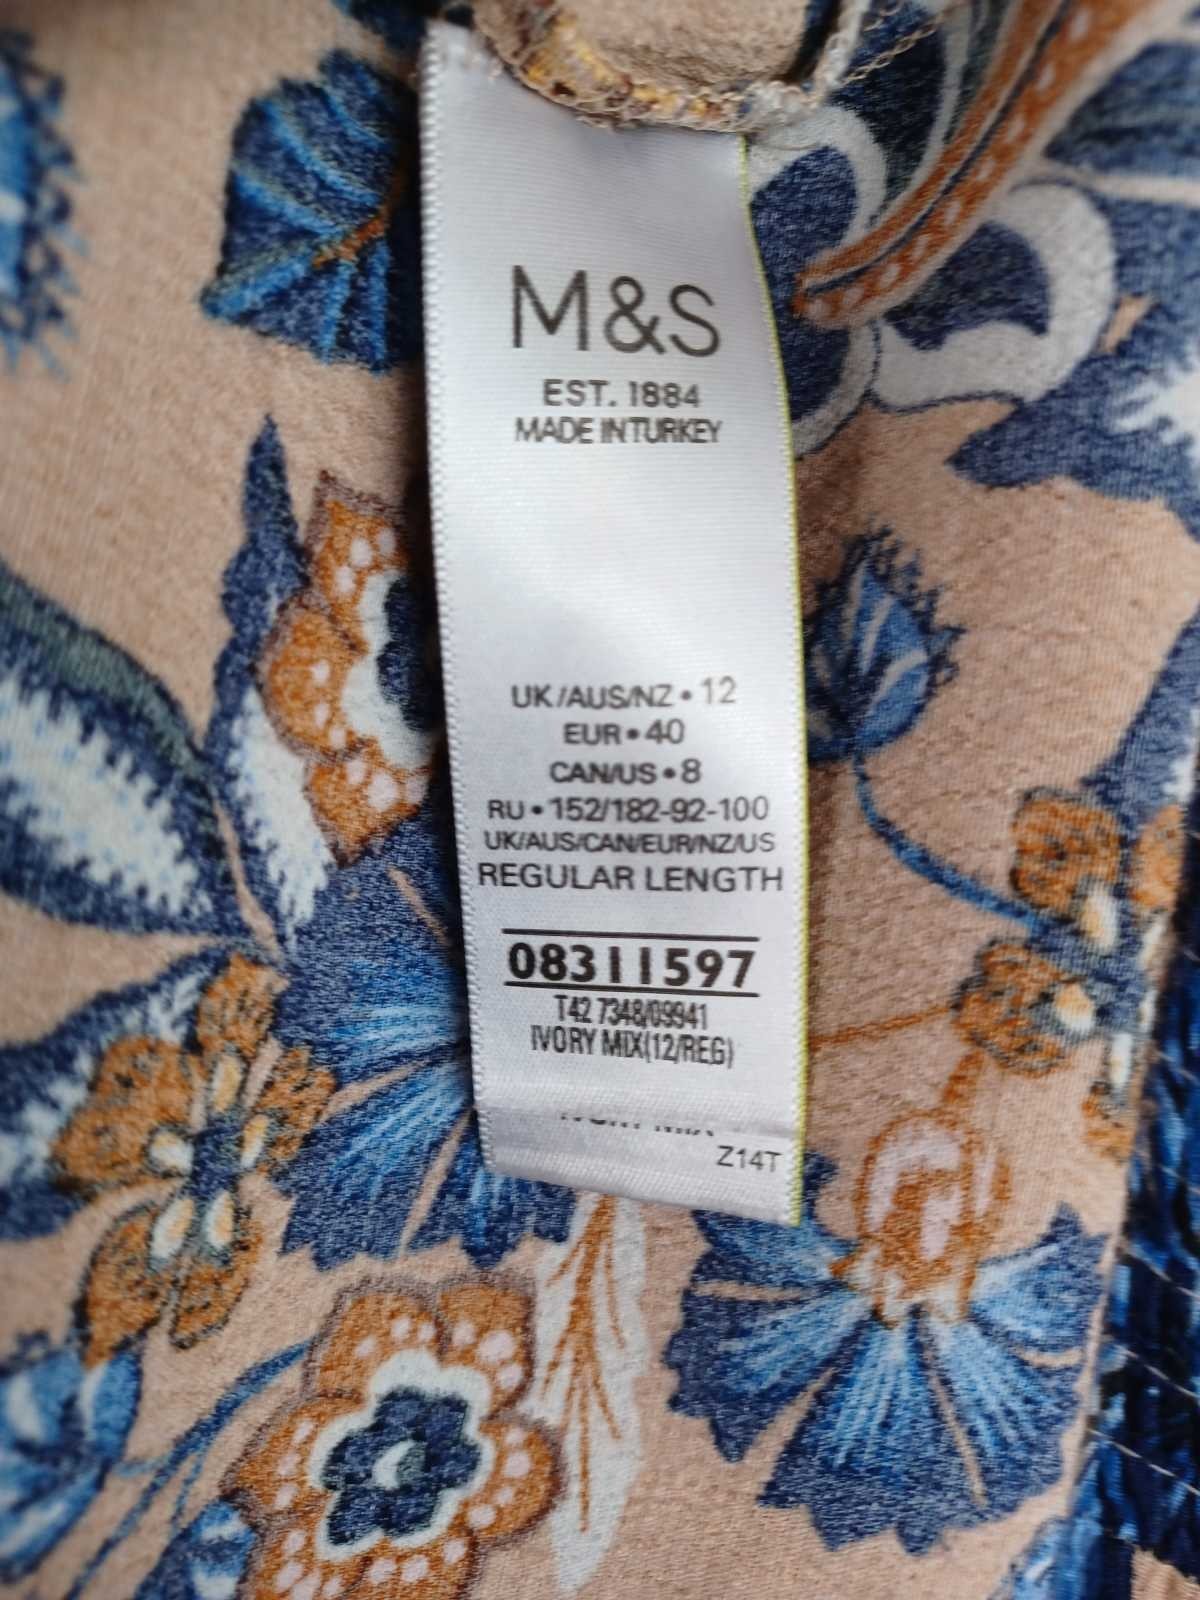 M&S
EST. 1884
MADE IN TURKEY
UK/AUS/NZ • 12
EUR • 40
CAN/US • 8
RU • 152/182-92-100
UK/AUS/CAN/EUR/NZ/US
REGULAR LENGTH
08311597
T42 7348/09941
IVORY MIX(12/REG)
Z14T